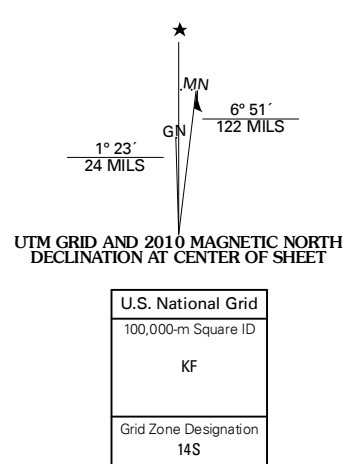 ★
MN
GN
6° 51´
122 MILS
1° 23´
24 MILS
UTM GRID AND 2010 MAGNETIC NORTH
DECLINATION AT CENTER OF SHEET
U.S. National Grid
100,000-m Square ID
KF
Grid Zone Designation
14S